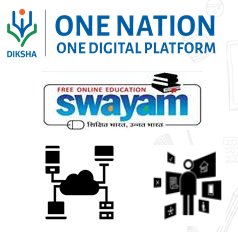 DIKSHA
ONE NATION
ONE DIGITAL PLATFORM
FREE ONLINE EDUCATION
swayam
शिक्षित भारत, उन्नत भारत